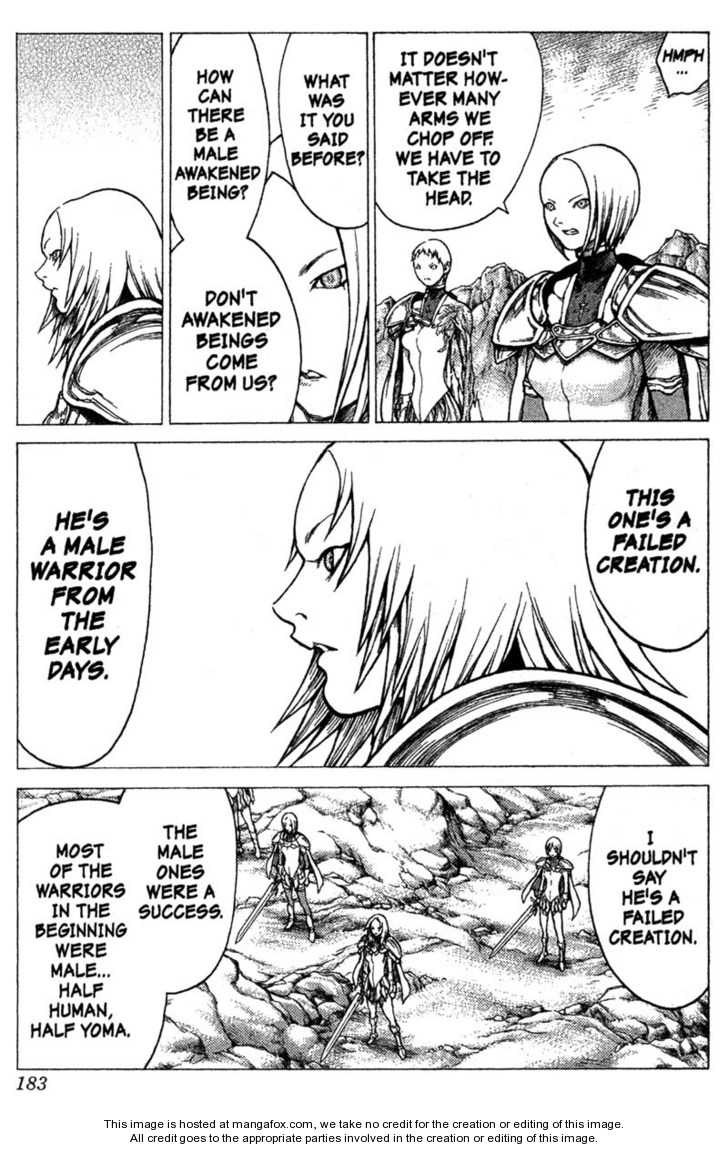 HMPH
...
IT DOESN'T
MATTER HOW-
EVER MANY
ARMS WE
CHOP OFF.
WE HAVE TO
TAKE THE
HEAD.
WHAT
WAS
IT YOU
SAID
BEFORE?
HOW
CAN
THERE
BE A
MALE
AWAKENED
BEING?
DON'T
AWAKENED
BEINGS
COME
FROM US?
THIS
ONE'S A
FAILED
CREATION.
HE'S
A MALE
WARRIOR
FROM
THE
EARLY
DAYS.
I
SHOULDN'T
SAY
HE'S A
FAILED
CREATION.
THE
MALE
ONES
WERE A
SUCCESS.
MOST
OF THE
WARRIORS
IN THE
BEGINNING
WERE
MALE...
HALF
HUMAN,
HALF YOMA.
183
This image is hosted at mangafox.com, we take no credit for the creation or editing of this image.
All credit goes to the appropriate parties involved in the creation or editing of this image.